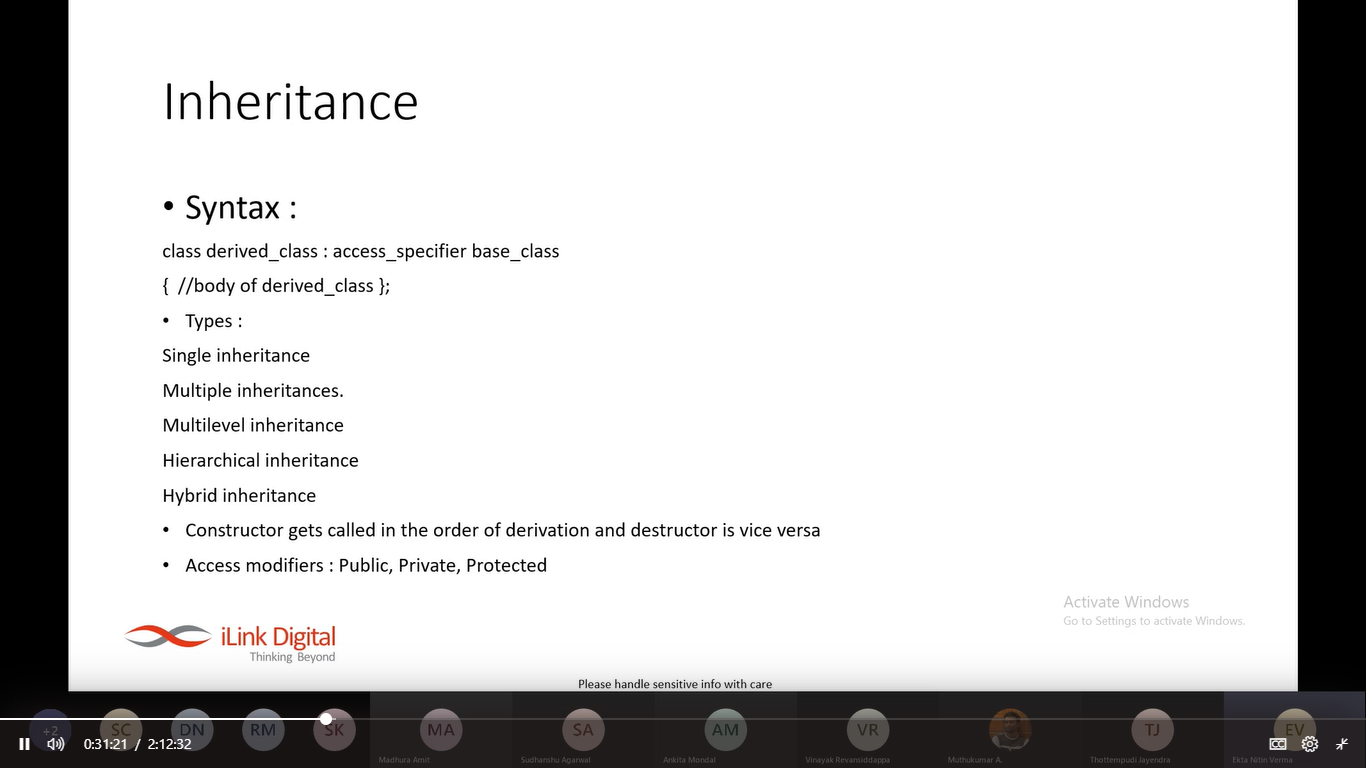 Inheritance
• Syntax :
class derived_class : access_specifier base_class
{  //body of derived_class };
• Types :
Single inheritance
Multiple inheritances.
Multilevel inheritance
Hierarchical inheritance
Hybrid inheritance
• Constructor gets called in the order of derivation and destructor is vice versa
• Access modifiers : Public, Private, Protected
Activate Windows
Go to Settings to activate Windows.
iLink Digital
Thinking Beyond
Please handle sensitive info with care
+2 SC DN RM SK MA SA AM VR TJ EV
0:31:21 / 2:12:32 CC
Madhura Amit Sudhanshu Agarwal Ankita Mondal Vinayak Revansiddappa Muthukumar A. Thottempudi Jayendra Ekta Nitin Verma